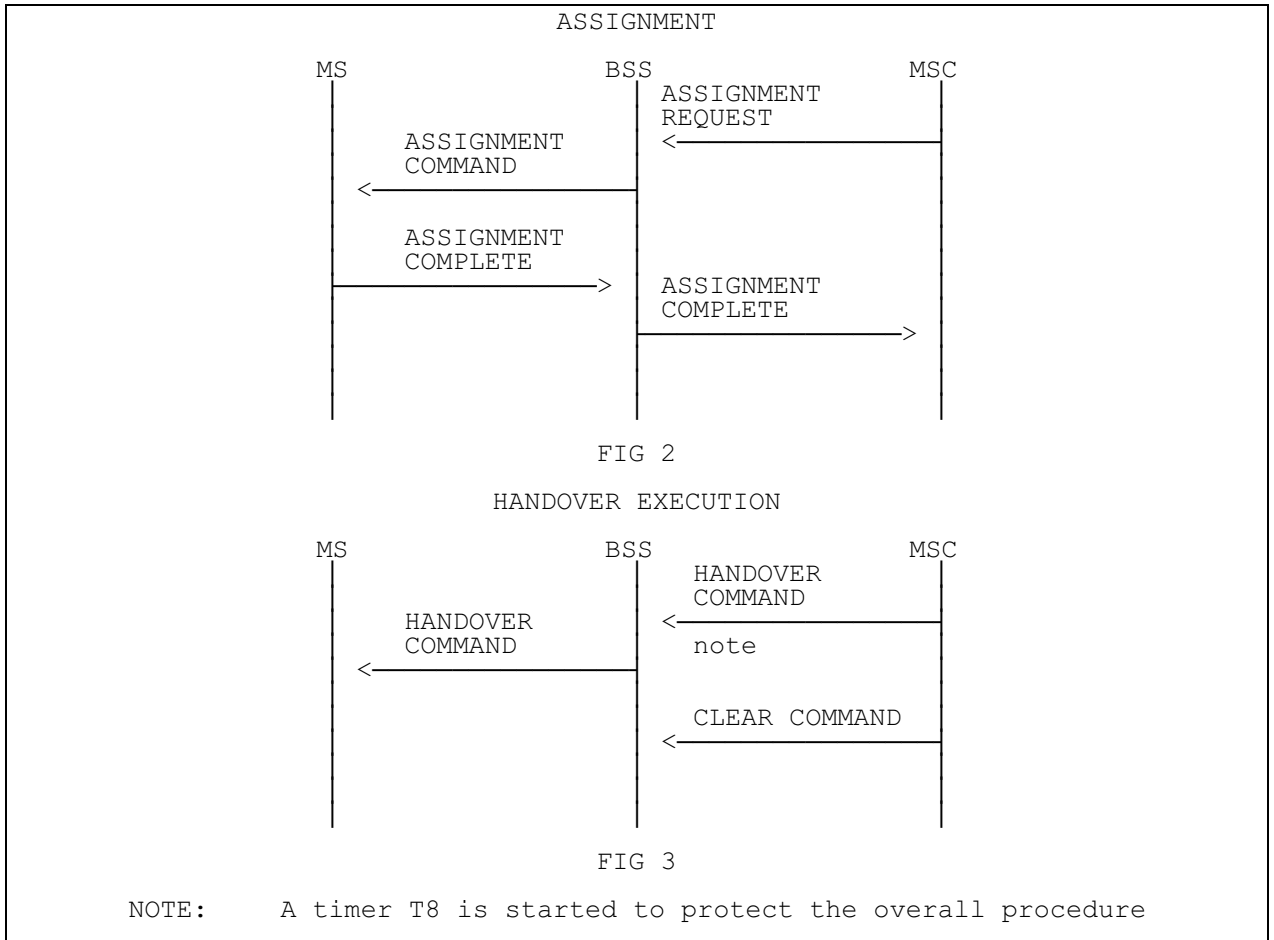 ASSIGNMENT
MS BSS MSC
ASSIGNMENT
REQUEST
ASSIGNMENT
COMMAND
ASSIGNMENT
COMPLETE
ASSIGNMENT
COMPLETE
FIG 2
HANDOVER EXECUTION
MS BSS MSC
HANDOVER
COMMAND
HANDOVER
COMMAND
note
CLEAR COMMAND
FIG 3
NOTE: A timer T8 is started to protect the overall procedure